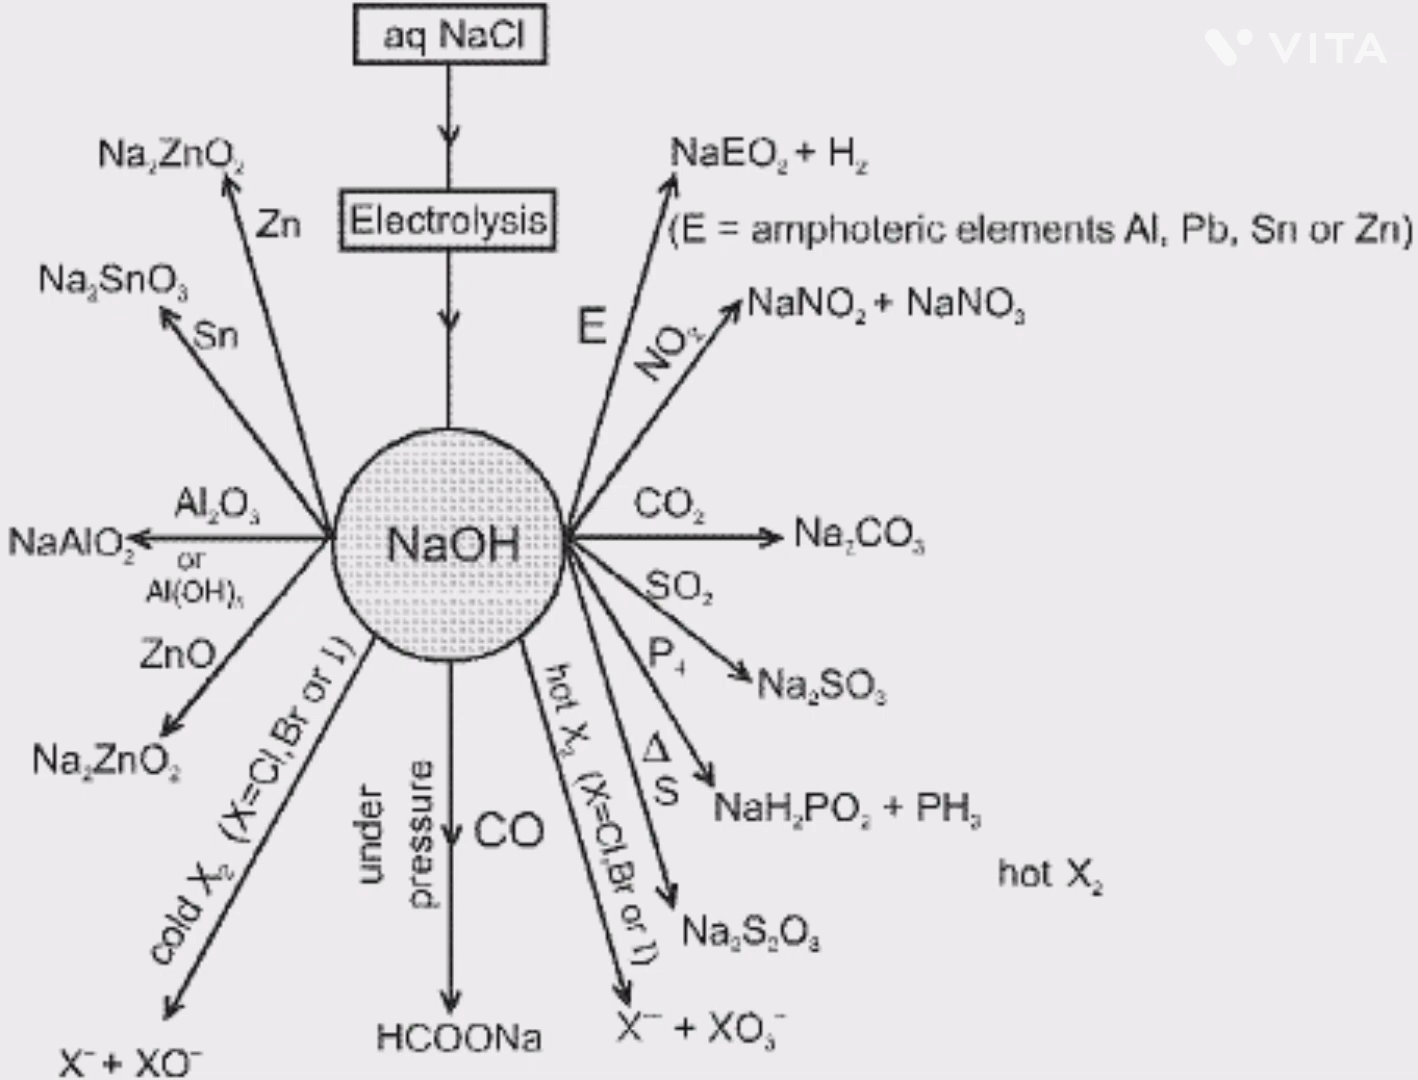 aq NaCl
VITA
Na₂ZnO₂
NaEO₂ + H₂
Zn
Electrolysis
(E = amphoteric elements Al, Pb, Sn or Zn)
Na₂SnO₃
Sn
E
NO₂
NaNO₂ + NaNO₃
Al₂O₃
CO₂
NaAlO₂
NaOH
Na₂CO₃
or
Al(OH)₃
SO₂
ZnO
P₄
Na₂SO₃
Na₂ZnO₂
cold X₂ (X=Cl,Br or I)
under
pressure
CO
hot X₂ (X=Cl,Br or I)
Δ
S
NaH₂PO₂ + PH₃
hot X₂
Na₂S₂O₃
HCOONa
X⁻ + XO₃⁻
X⁻ + XO⁻